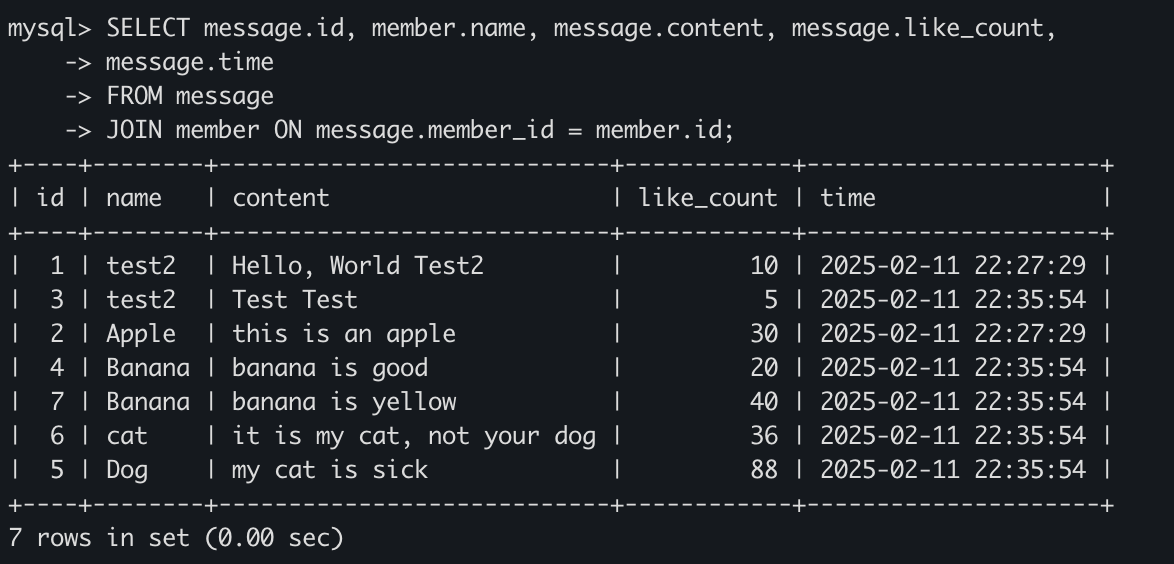 mysql> SELECT message.id, member.name, message.content, message.like_count,
    -> message.time
    -> FROM message
    -> JOIN member ON message.member_id = member.id;
+----+--------+----------------------------+------------+---------------------+
| id | name   | content                    | like_count | time                |
+----+--------+----------------------------+------------+---------------------+
|  1 | test2  | Hello, World Test2         |         10 | 2025-02-11 22:27:29 |
|  3 | test2  | Test Test                  |          5 | 2025-02-11 22:35:54 |
|  2 | Apple  | this is an apple           |         30 | 2025-02-11 22:27:29 |
|  4 | Banana | banana is good             |         20 | 2025-02-11 22:35:54 |
|  7 | Banana | banana is yellow           |         40 | 2025-02-11 22:35:54 |
|  6 | cat    | it is my cat, not your dog |         36 | 2025-02-11 22:35:54 |
|  5 | Dog    | my cat is sick             |         88 | 2025-02-11 22:35:54 |
+----+--------+----------------------------+------------+---------------------+
7 rows in set (0.00 sec)